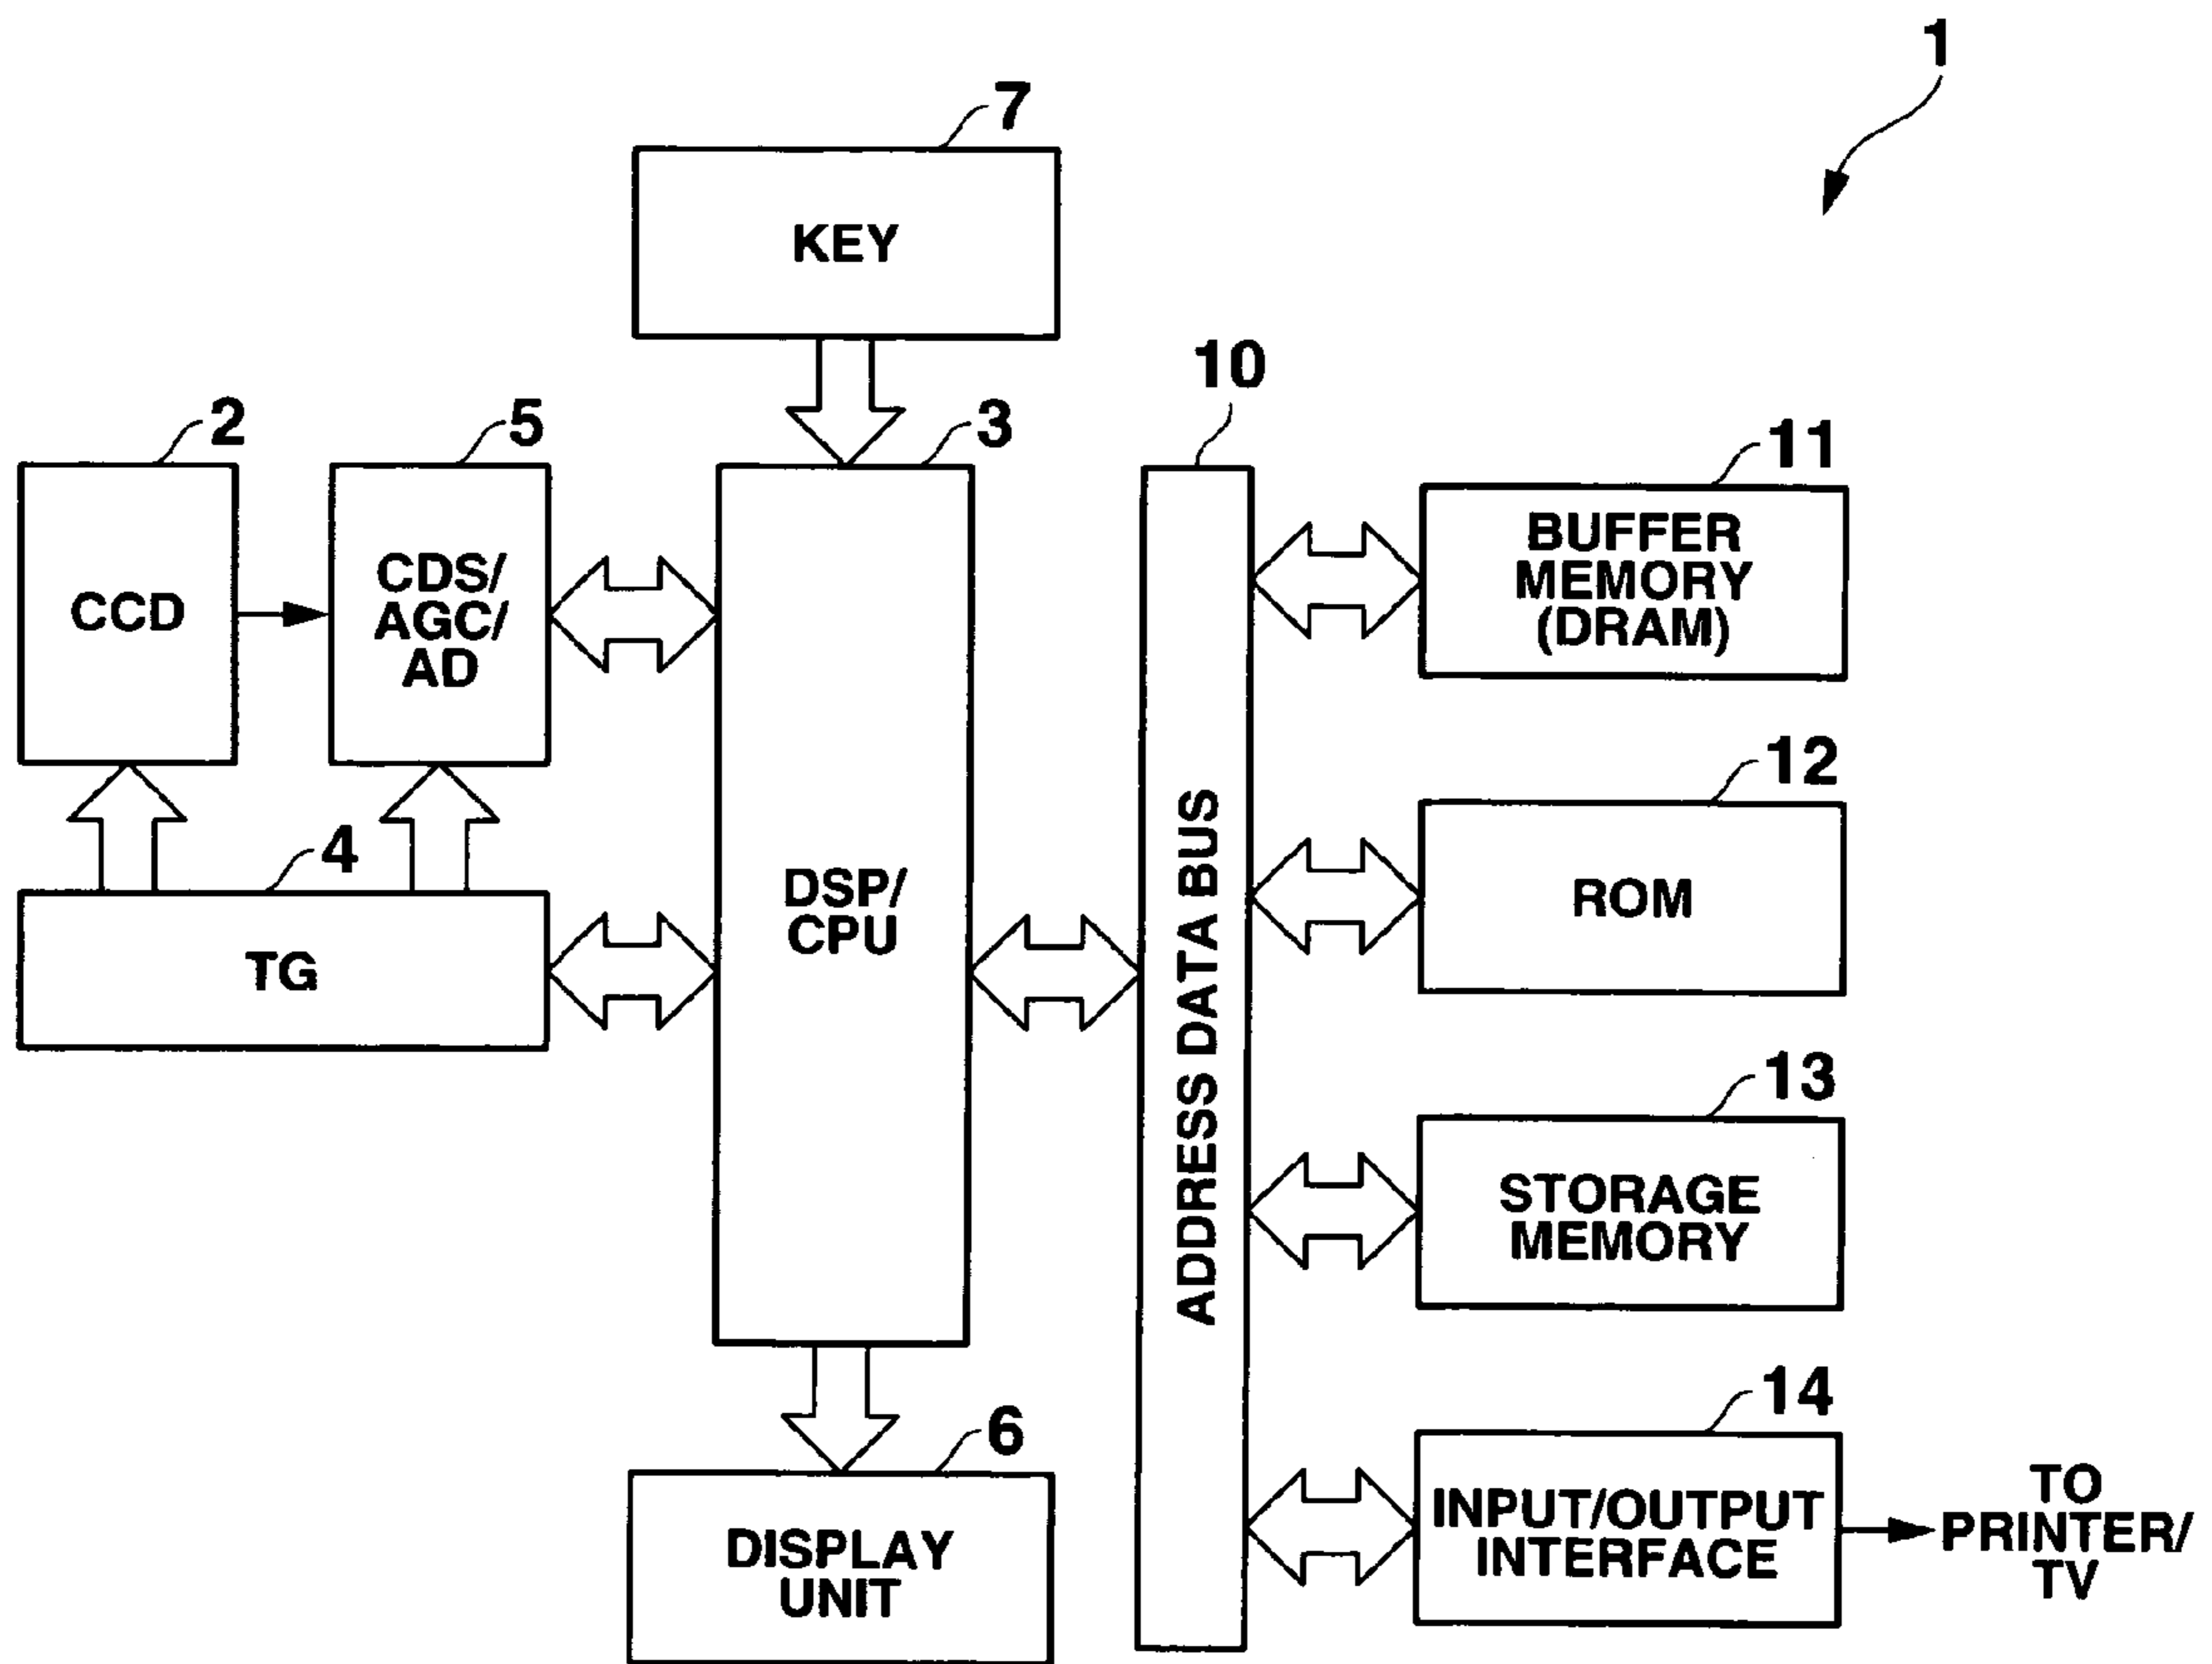 1
7
KEY
10
2
5
3
11
CCD
CDS/
AGC/
AD
BUFFER
MEMORY
(DRAM)
12
4
DSP/
CPU
ADDRESS DATA BUS
ROM
TG
13
STORAGE
MEMORY
14
6
INPUT/OUTPUT
INTERFACE
TO
PRINTER/
TV
DISPLAY
UNIT